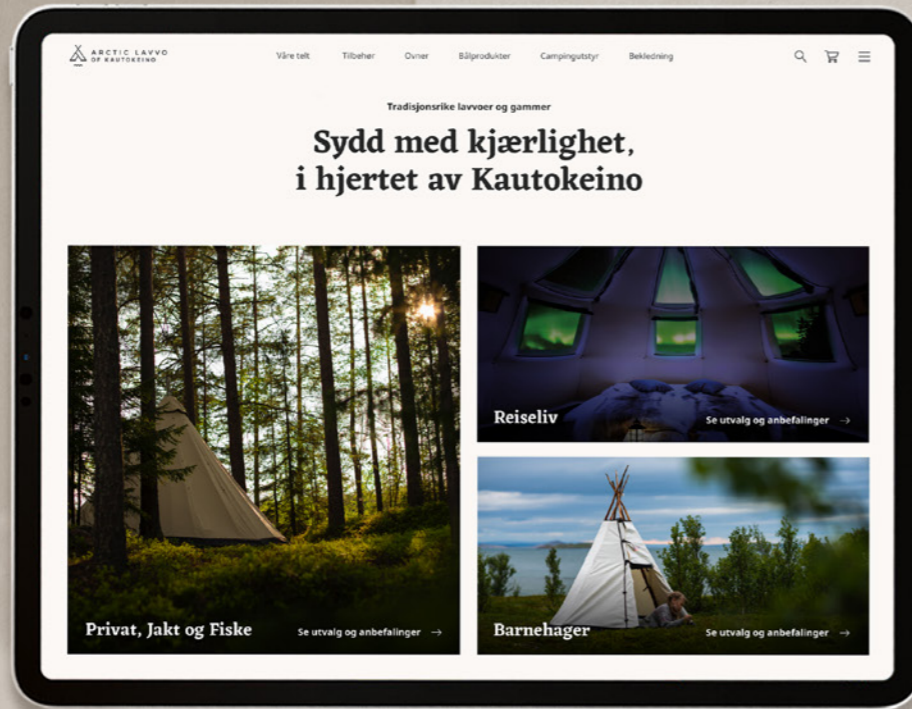 ARCTIC LAVVO
OF KAUTOKEINO
Våre telt
Tilbehør
Ovner
Bålprodukter
Campingutstyr
Bekledning
Tradisjonsrike lavvoer og gammer
Sydd med kjærlighet,
i hjertet av Kautokeino
Privat, Jakt og Fiske
Se utvalg og anbefalinger →
Reiseliv
Se utvalg og anbefalinger →
Barnehager
Se utvalg og anbefalinger →